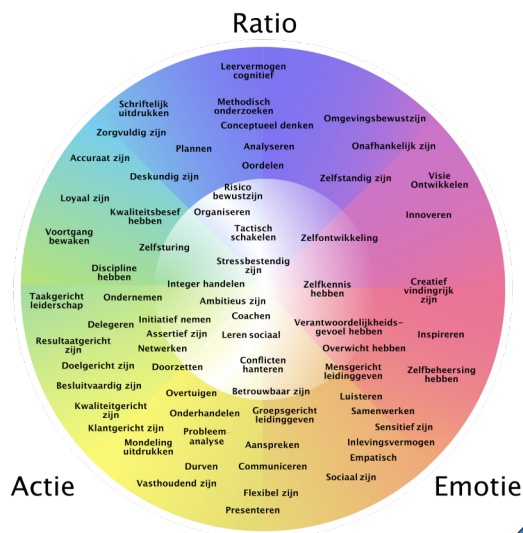 Ratio
Leervermogen
cognitief
Schriftelijk
uitdrukken
Methodisch
onderzoeken
Omgevingsbewustzijn
Zorgvuldig zijn
Conceptueel denken
Plannen
Analyseren
Onafhankelijk zijn
Accuraat zijn
Oordelen
Deskundig zijn
Zelfstandig zijn
Visie
Ontwikkelen
Risico
bewustzijn
Loyaal zijn
Kwaliteitsbesef
hebben
Organiseren
Innoveren
Voortgang
bewaken
Tactisch
schakelen
Zelfontwikkeling
Zelfsturing
Stressbestendig
zijn
Discipline
hebben
Integer handelen
Zelfkennis
hebben
Creatief
vindingrijk
zijn
Taakgericht
leiderschap
Ondernemen
Ambitieus zijn
Coachen
Initiatief nemen
Delegeren
Verantwoordelijkheids-
gevoel hebben
Assertief zijn
Leren sociaal
Inspireren
Resultaatgericht
zijn
Netwerken
Overwicht hebben
Conflicten
hanteren
Doelgericht zijn
Doorzetten
Mensgericht
leidinggeven
Zelfbeheersing
hebben
Besluitvaardig zijn
Overtuigen
Betrouwbaar zijn
Luisteren
Kwaliteitgericht
zijn
Onderhandelen
Groepsgericht
leidinggeven
Samenwerken
Klantgericht zijn
Probleem-
analyse
Sensitief zijn
Mondeling
uitdrukken
Aanspreken
Inlevingsvermogen
Empatisch
Durven
Communiceren
Vasthoudend zijn
Sociaal zijn
Flexibel zijn
Presenteren
Actie
Emotie